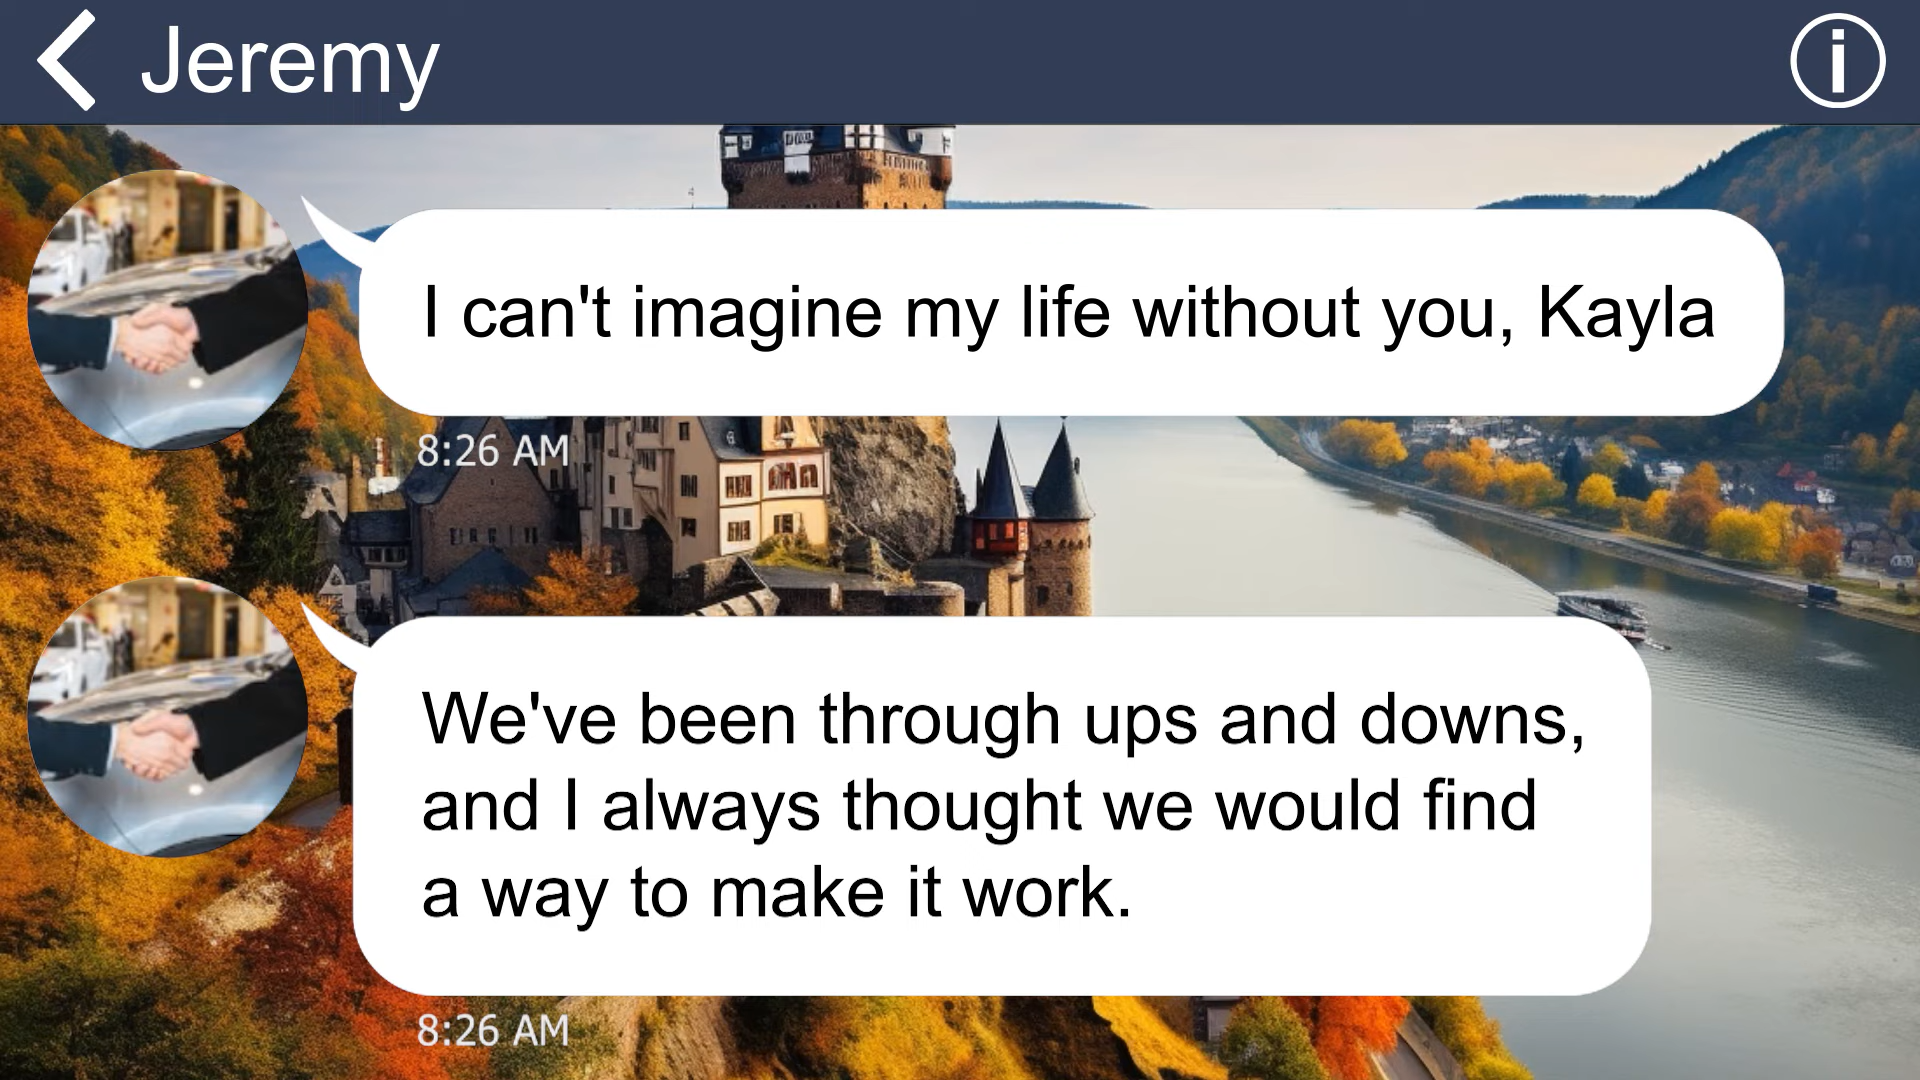 Jeremy
I can't imagine my life without you, Kayla
8:26 AM
We've been through ups and downs,
and I always thought we would find
a way to make it work.
8:26 AM